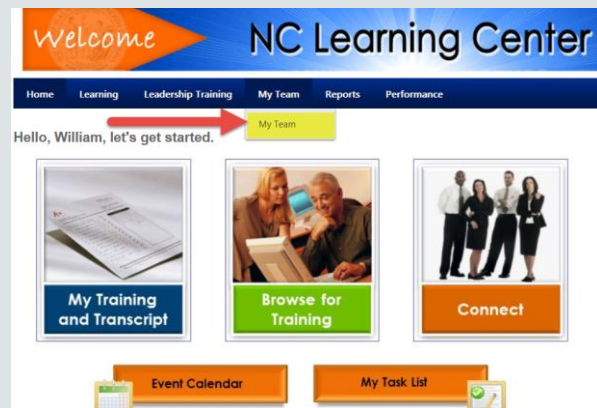 Welcome
NC Learning Center
Home Learning Leadership Training My Team Reports Performance
My Team
Hello, William, let's get started.
My Training
and Transcript
Browse for
Training
Connect
Event Calendar
My Task List